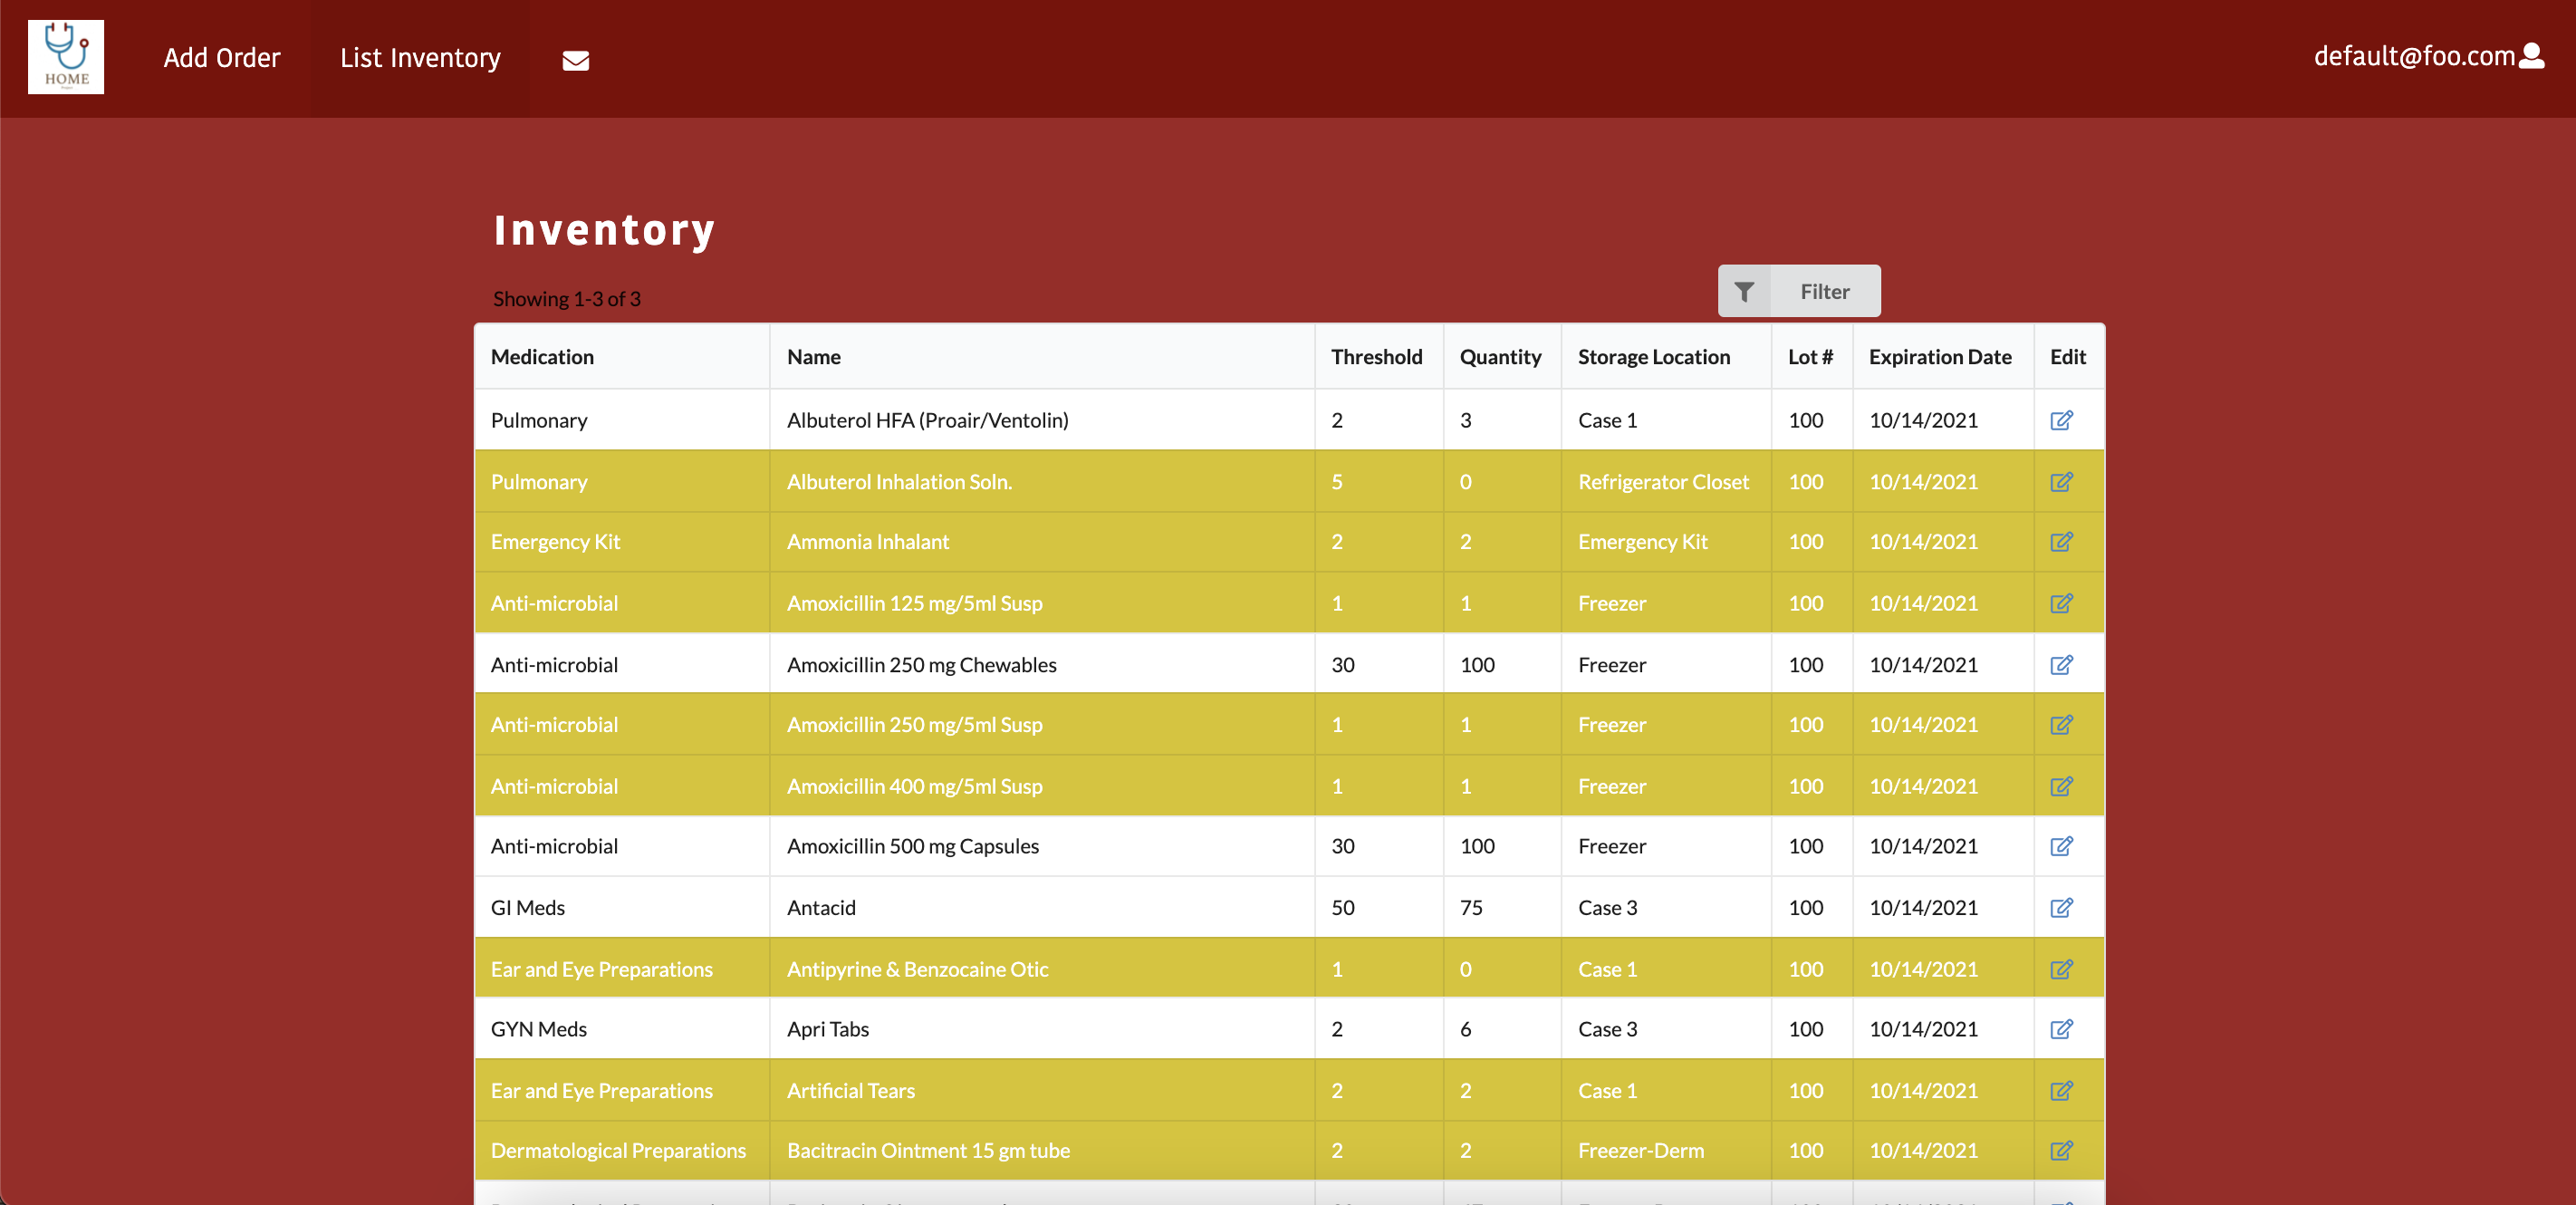 HOME
Add Order List Inventory default@foo.com
Inventory
Showing 1-3 of 3
Filter
Medication Name Threshold Quantity Storage Location Lot # Expiration Date Edit
Pulmonary Albuterol HFA (Proair/Ventolin) 2 3 Case 1 100 10/14/2021
Pulmonary Albuterol Inhalation Soln. 5 0 Refrigerator Closet 100 10/14/2021
Emergency Kit Ammonia Inhalant 2 2 Emergency Kit 100 10/14/2021
Anti-microbial Amoxicillin 125 mg/5ml Susp 1 1 Freezer 100 10/14/2021
Anti-microbial Amoxicillin 250 mg Chewables 30 100 Freezer 100 10/14/2021
Anti-microbial Amoxicillin 250 mg/5ml Susp 1 1 Freezer 100 10/14/2021
Anti-microbial Amoxicillin 400 mg/5ml Susp 1 1 Freezer 100 10/14/2021
Anti-microbial Amoxicillin 500 mg Capsules 30 100 Freezer 100 10/14/2021
GI Meds Antacid 50 75 Case 3 100 10/14/2021
Ear and Eye Preparations Antipyrine & Benzocaine Otic 1 0 Case 1 100 10/14/2021
GYN Meds Apri Tabs 2 6 Case 3 100 10/14/2021
Ear and Eye Preparations Artificial Tears 2 2 Case 1 100 10/14/2021
Dermatological Preparations Bacitracin Ointment 15 gm tube 2 2 Freezer-Derm 100 10/14/2021